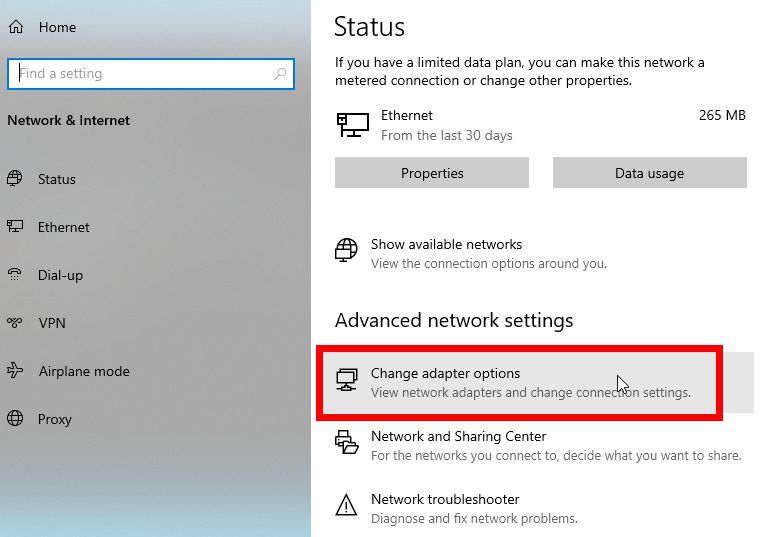 Home
Find a setting
Network & Internet
Status
Ethernet
Dial-up
VPN
Airplane mode
Proxy
Status
If you have a limited data plan, you can make this network a
metered connection or change other properties.
Ethernet 265 MB
From the last 30 days
Properties Data usage
Show available networks
View the connection options around you.
Advanced network settings
Change adapter options
View network adapters and change connection settings.
Network and Sharing Center
For the networks you connect to, decide what you want to share.
Network troubleshooter
Diagnose and fix network problems.